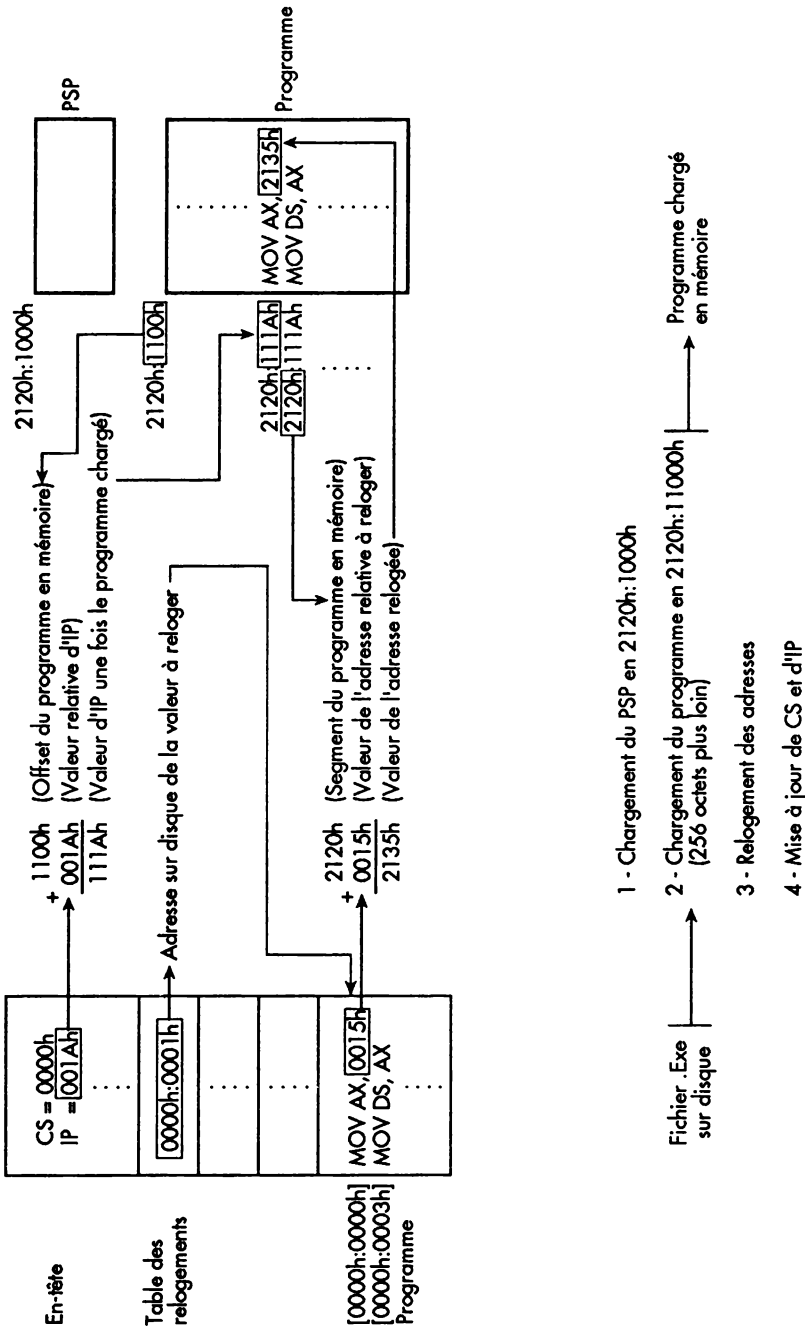 En-tête
CS = 0000h
IP = 001Ah
.....
Table des
relogements
0000h:0001h
.....
.....
.....
[0000h:0000h]
[0000h:0003h]
Programme
MOV AX, 0015h
MOV DS, AX
.....
+ 1100h (Offset du programme en mémoire)
001Ah (Valeur relative d'IP)
111Ah (Valeur d'IP une fois le programme chargé)
Adresse sur disque de la valeur à reloger
+ 2120h (Segment du programme en mémoire)
0015h (Valeur de l'adresse relative à reloger)
2135h (Valeur de l'adresse relogée)
2120h:1000h
PSP
2120h:1100h
2120h:111Ah
2120h:111Ah
.....
Programme
.......
MOV AX, 2135h
MOV DS, AX
.......
Fichier .Exe
sur disque
1 - Chargement du PSP en 2120h:1000h
2 - Chargement du programme en 2120h:11000h
(256 octets plus loin)
3 - Relogement des adresses
4 - Mise à jour de CS et d'IP
Programme chargé
en mémoire